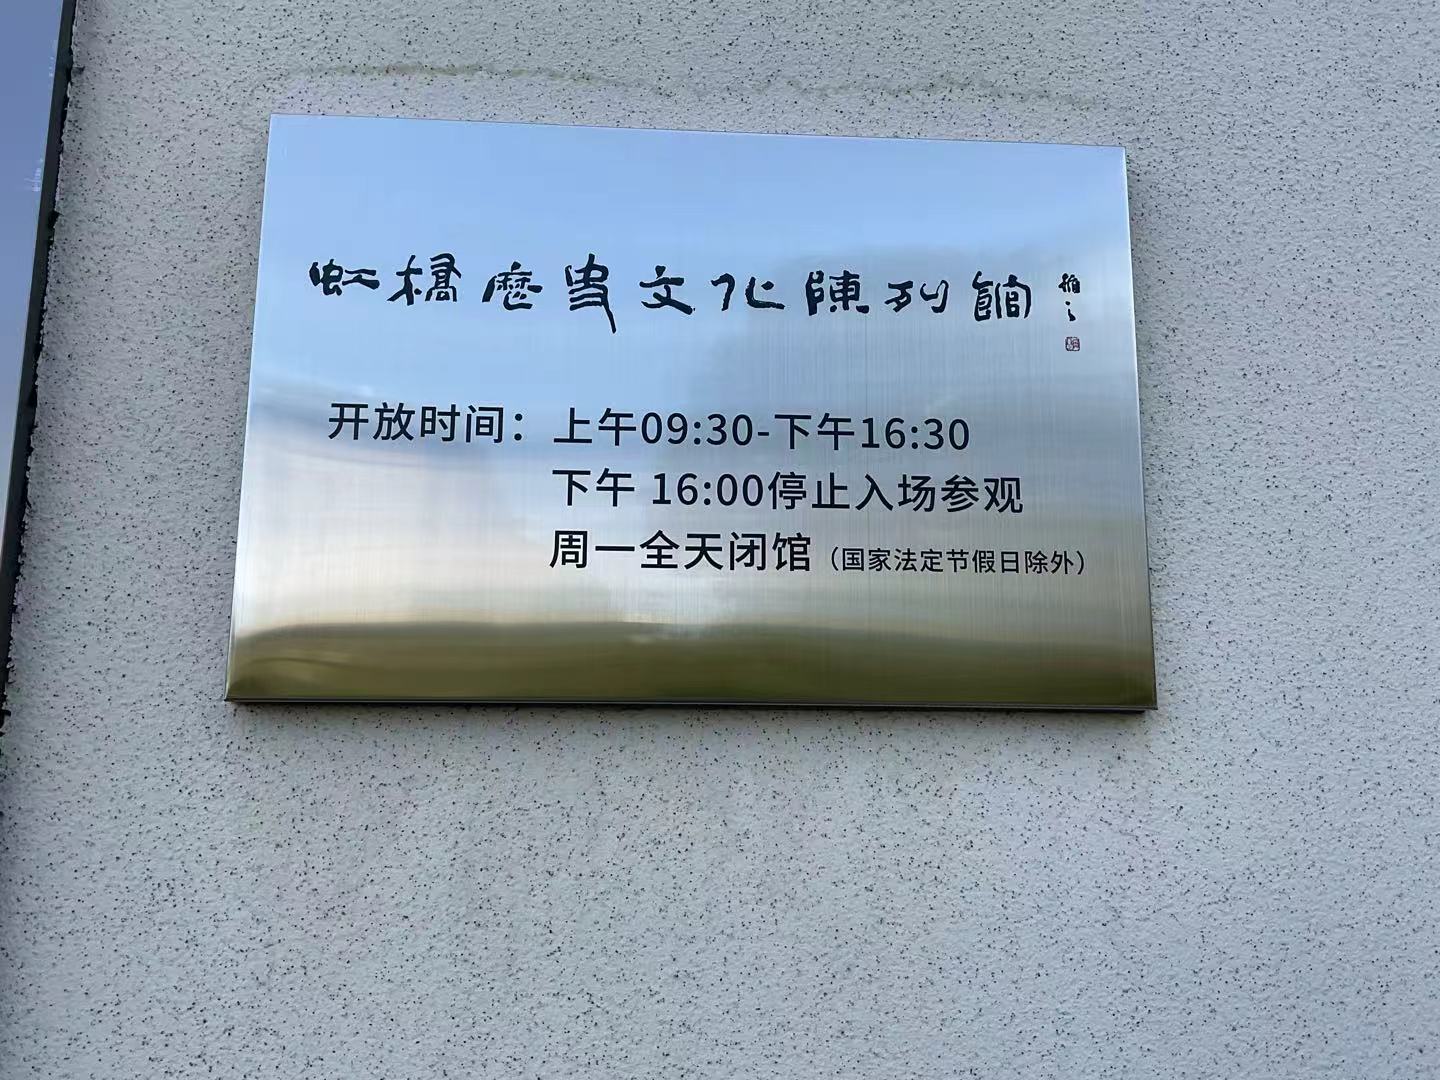 虹橋歷史文化陳列館
开放时间：上午09:30-下午16:30
下午 16:00停止入场参观
周一全天闭馆（国家法定节假日除外）